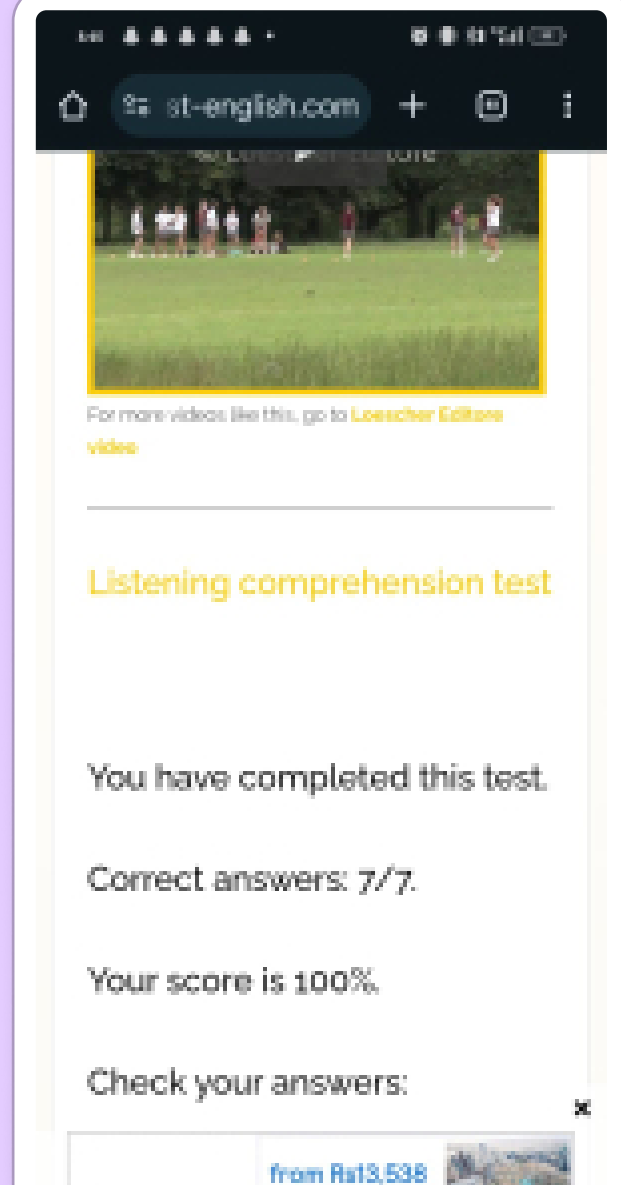 st-english.com
For more videos like this, go to Loescher Editore
video
Listening comprehension test
You have completed this test.
Correct answers: 7/7.
Your score is 100%.
Check your answers:
from Rs13,538